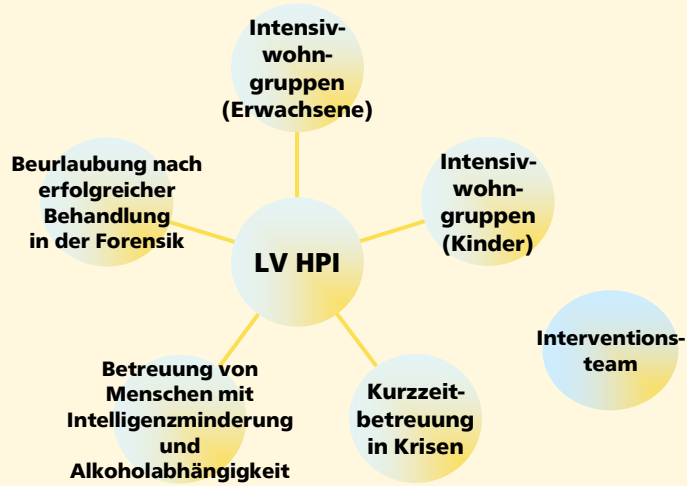 Intensiv-
wohn-
gruppen
(Erwachsene)
Beurlaubung nach
erfolgreicher
Behandlung
in der Forensik
Intensiv-
wohn-
gruppen
(Kinder)
LV HPI
Interventions-
team
Betreuung von
Menschen mit
Intelligenzminderung
und
Alkoholabhängigkeit
Kurzzeit-
betreuung
in Krisen